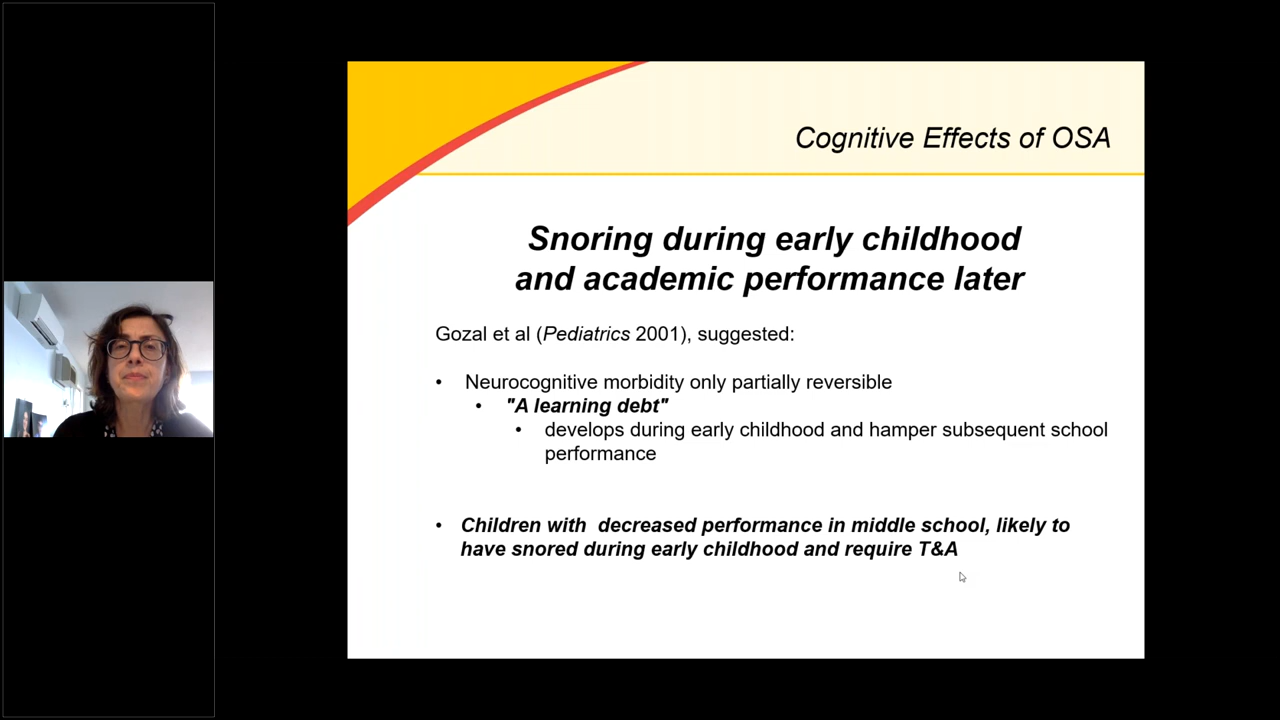 Cognitive Effects of OSA
Snoring during early childhood
and academic performance later
Gozal et al (Pediatrics 2001), suggested:
• Neurocognitive morbidity only partially reversible
• "A learning debt"
• develops during early childhood and hamper subsequent school
performance
• Children with  decreased performance in middle school, likely to
have snored during early childhood and require T&A